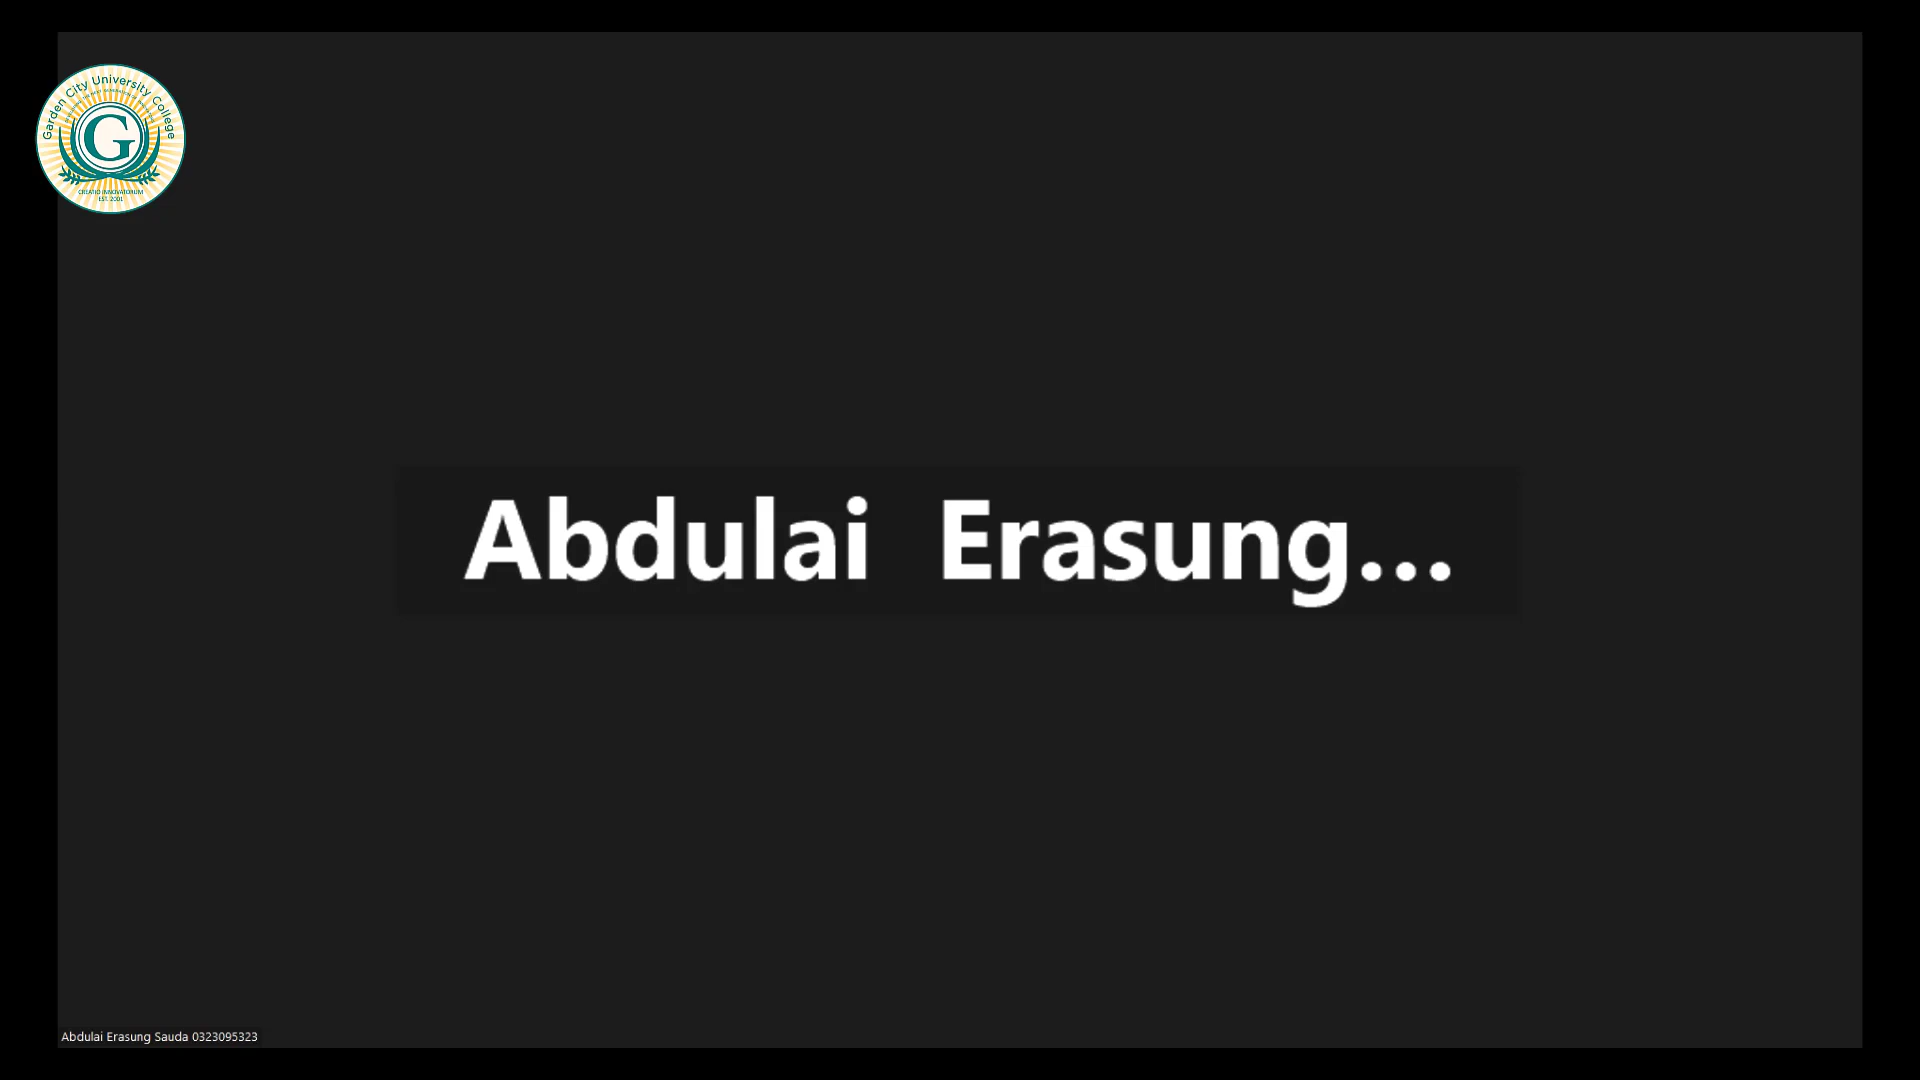 Garden City University College
G
CREATIO INNOVATORUM
EST. 2001
Abdulai Erasung...
Abdulai Erasung Sauda 0323095323